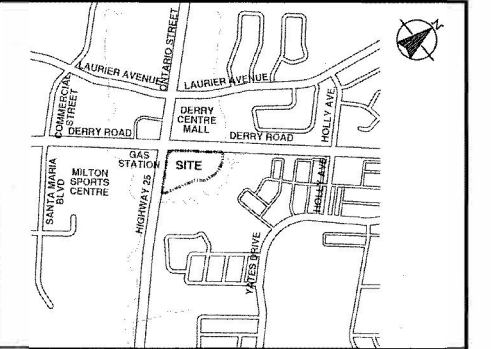 ONTARIO STREET
N
LAURIER AVENUE
LAURIER AVENUE
COMMERCIAL
STREET
DERRY
CENTRE
MALL
HOLLY AVE
DERRY ROAD
DERRY ROAD
GAS
STATION
SITE
SANTA MARIA
BLVD
MILTON
SPORTS
CENTRE
HIGHWAY 25
HOLLY AVE
YATES DRIVE